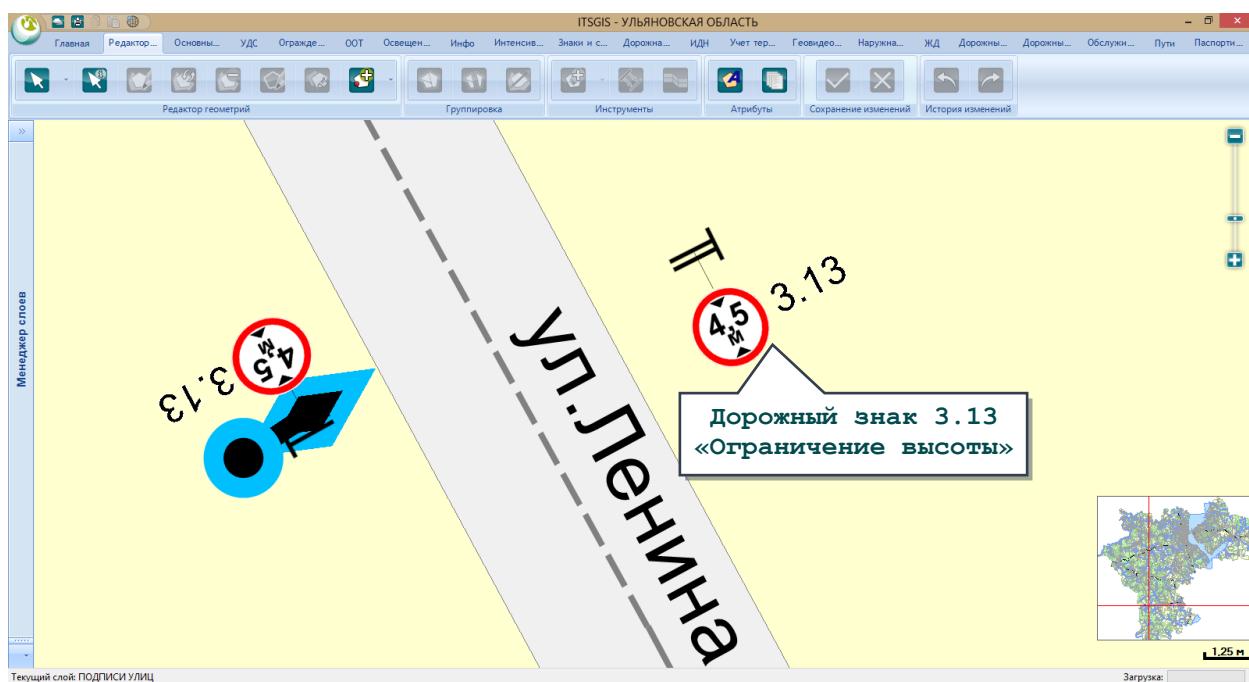 ITSGIS - УЛЬЯНОВСКАЯ ОБЛАСТЬ
Главная Редактор... Основны... УДС Огражде... ООТ Освещен... Инфо Интенсив... Знаки и с... Дорожна... ИДН Учет тер... Геовидео... Наружна... ЖД Дорожны... Дорожны... Обслужи... Пути Паспорти...
Редактор геометрий Группировка Инструменты Атрибуты Сохранение изменений История изменений
Менеджер слоев
3.13
4,5
М
3.13
4,5
М
ул.Ленина
Дорожный знак 3.13
«Ограничение высоты»
1,25 м
Текущий слой: ПОДПИСИ УЛИЦ
Загрузка: